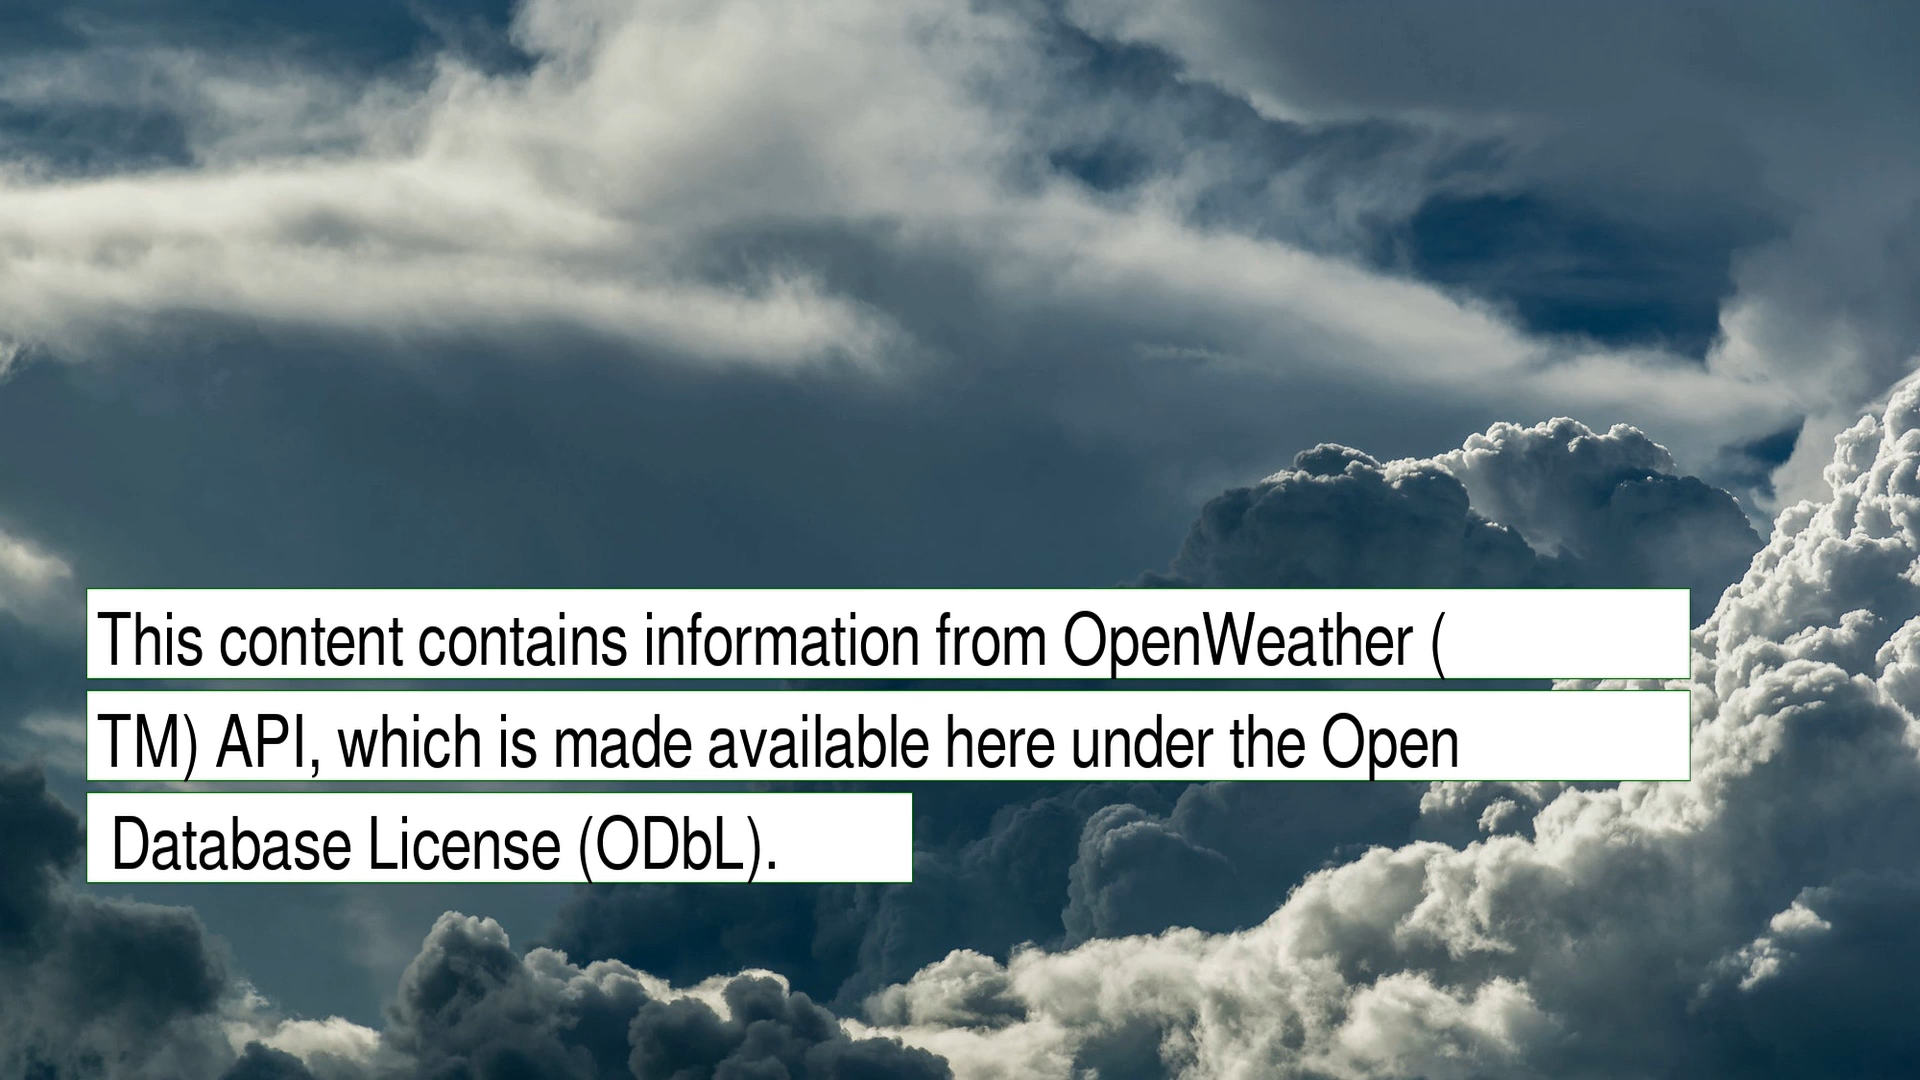 This content contains information from OpenWeather (
TM) API, which is made available here under the Open
Database License (ODbL).